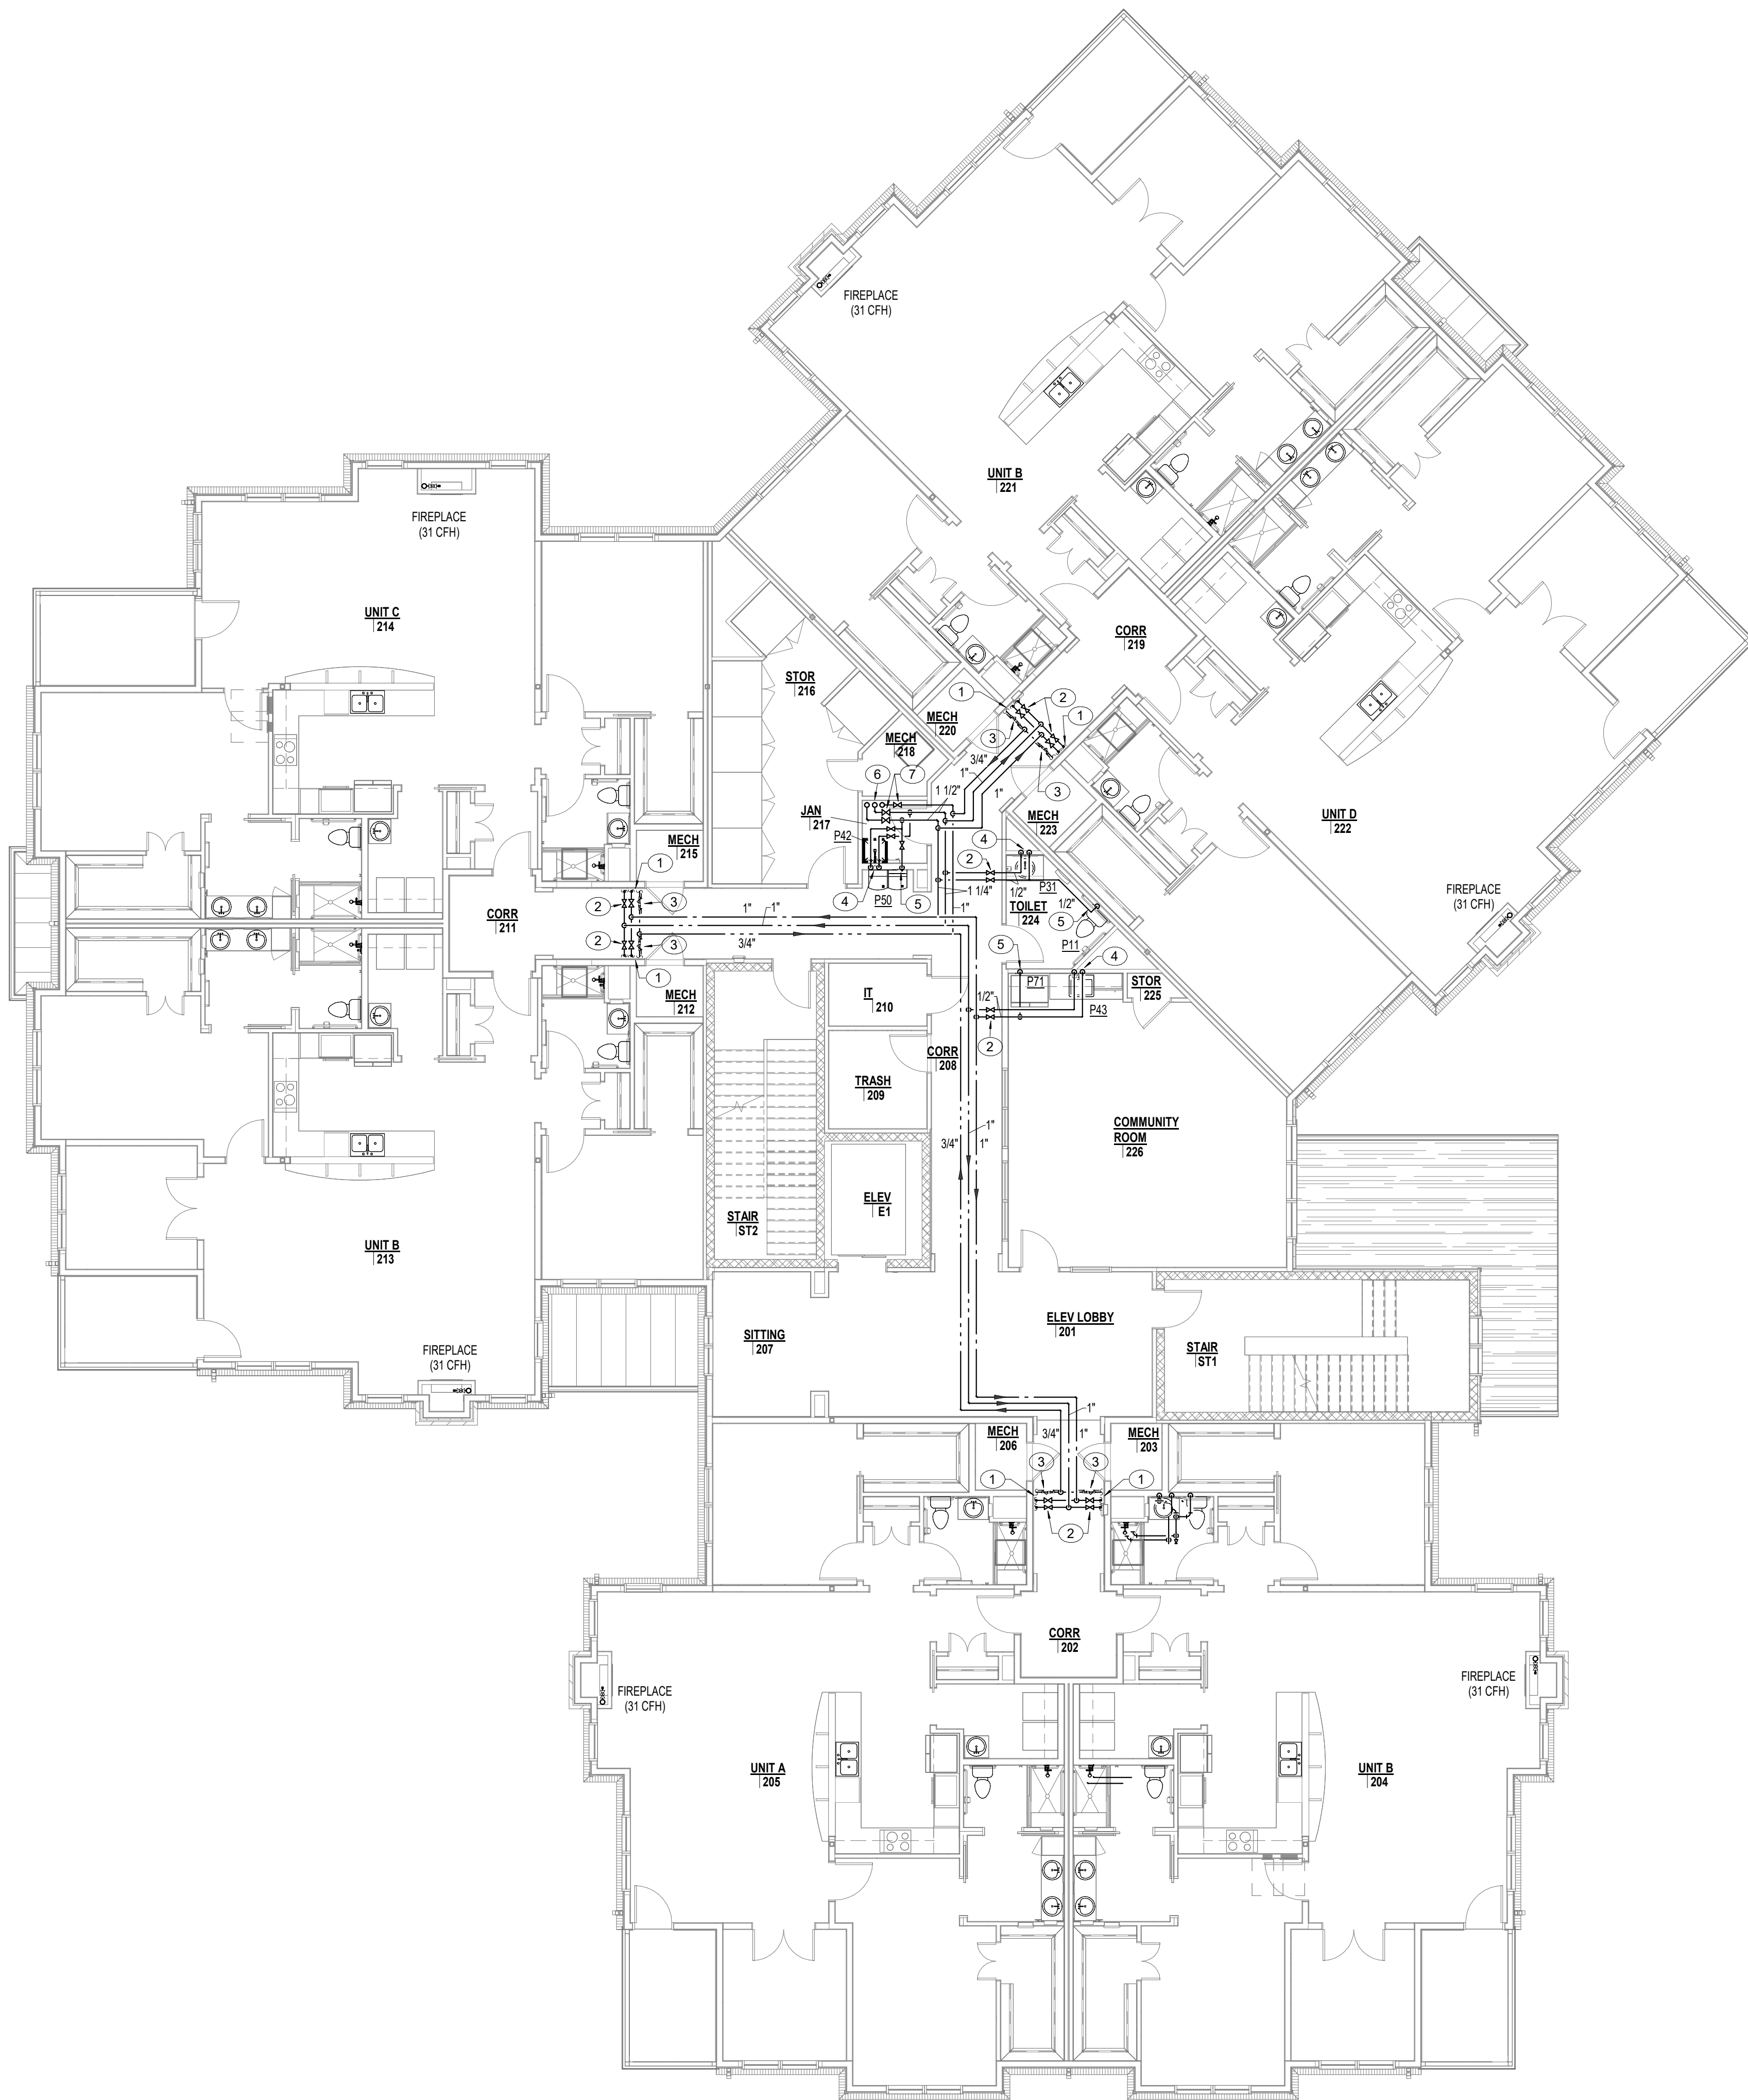 FIREPLACE
(31 CFH)
UNIT B
221
FIREPLACE
(31 CFH)
UNIT C
214
CORR
219
STOR
216
MECH
220
MECH
218
1
2
1
3
3
3/4"
1"
1"
6
7
1 1/2"
JAN
217
P42
4
P50
5
MECH
223
4
2
1/2"
P31
1 1/4"
TOILET
224
1/2"
5
P11
1"
UNIT D
222
FIREPLACE
(31 CFH)
MECH
215
1
2
3
CORR
211
1"
1"
2
3
3/4"
1
MECH
212
IT
210
5
4
P71
STOR
225
1/2"
P43
2
CORR
208
TRASH
209
COMMUNITY
ROOM
226
3/4"
1"
1"
ELEV
E1
STAIR
ST2
UNIT B
213
FIREPLACE
(31 CFH)
SITTING
207
ELEV LOBBY
201
STAIR
ST1
1"
MECH
206
3/4"
1"
MECH
203
3
3
1
1
2
CORR
202
FIREPLACE
(31 CFH)
FIREPLACE
(31 CFH)
UNIT A
205
UNIT B
204